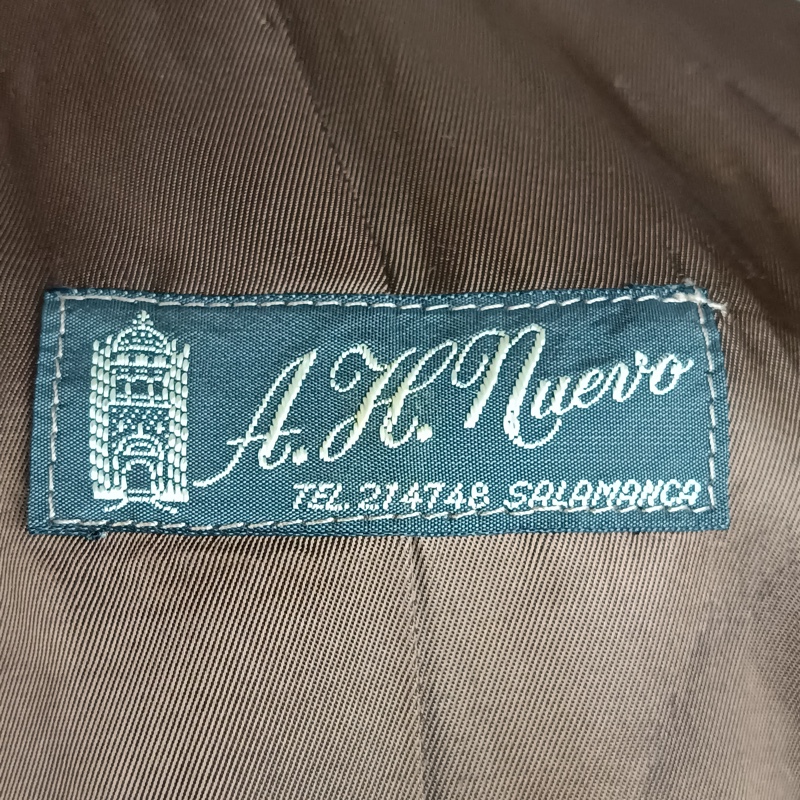 A. H. Nuevo
TEL. 214748 SALAMANCA